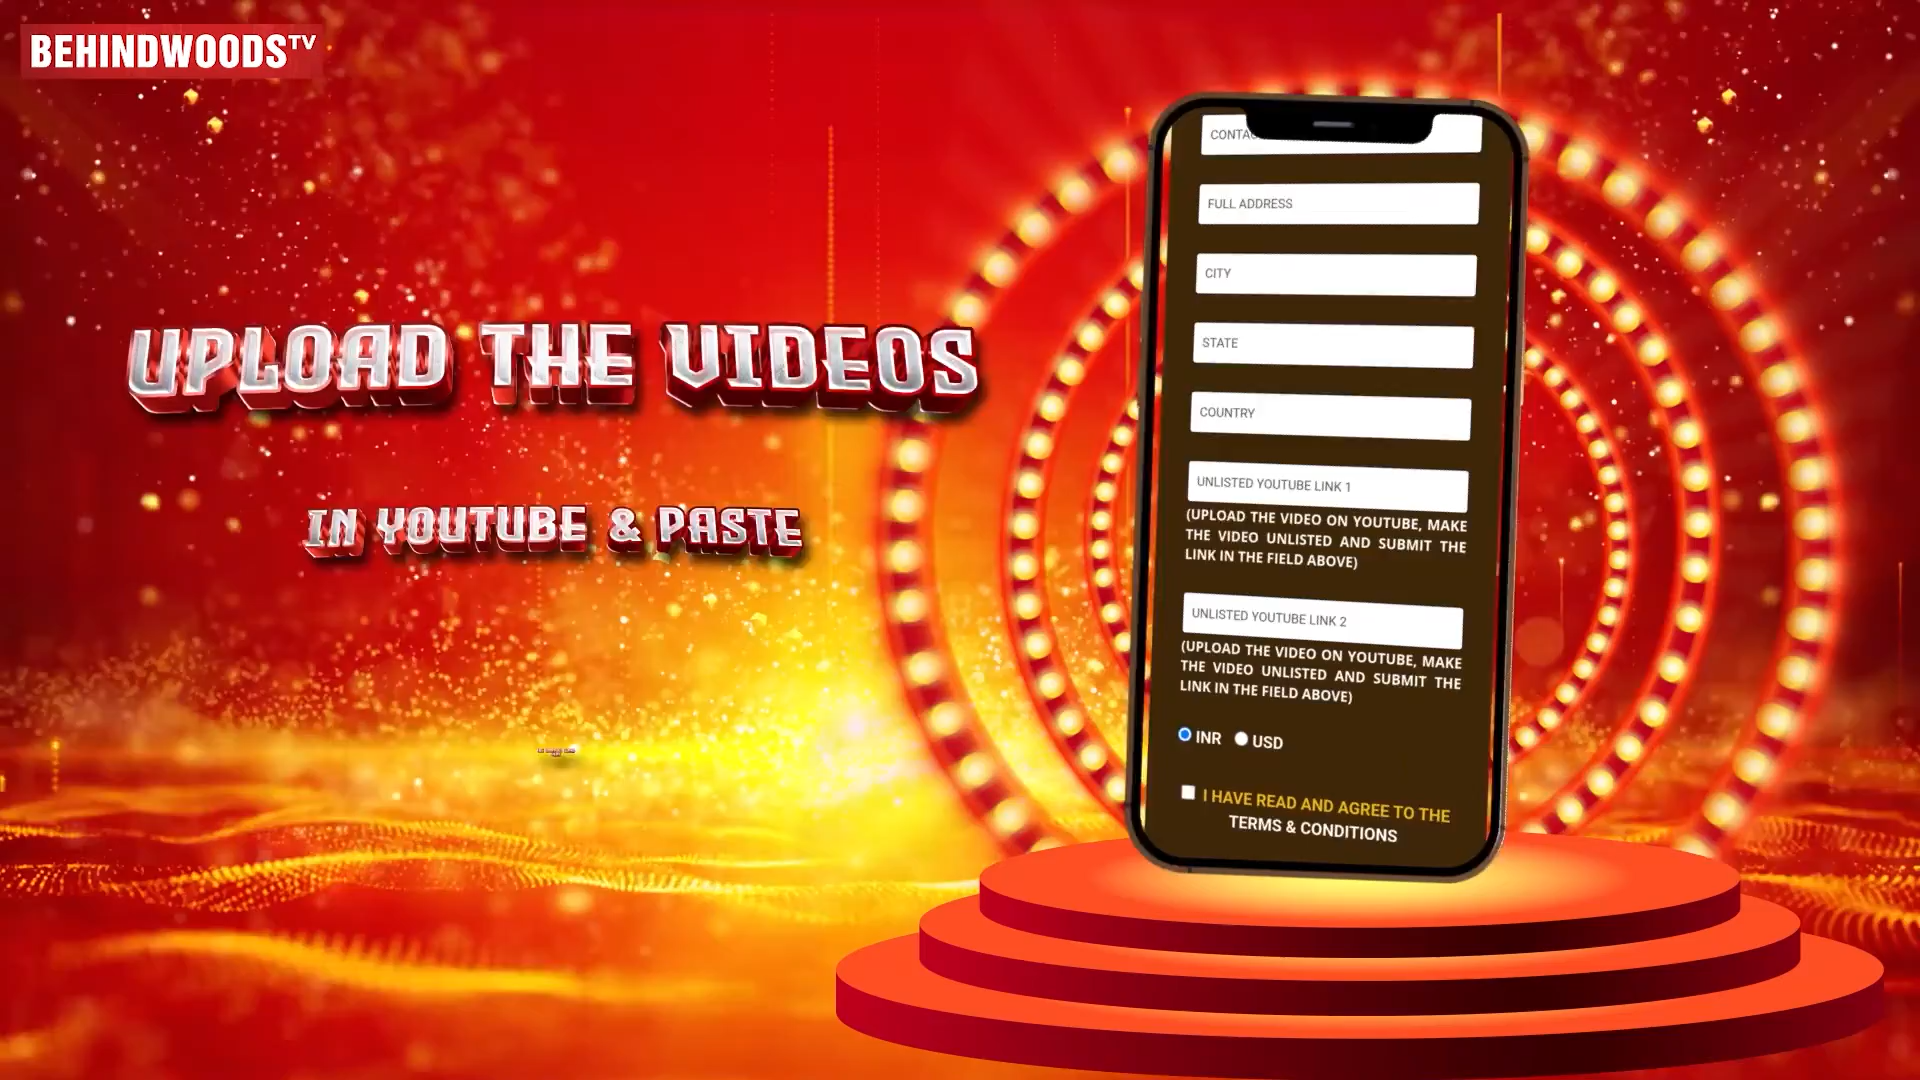 BEHINDWOODS TV
UPLOAD THE VIDEOS
IN YOUTUBE & PASTE
FULL ADDRESS
CITY
STATE
COUNTRY
UNLISTED YOUTUBE LINK 1
(UPLOAD THE VIDEO ON YOUTUBE, MAKE
THE VIDEO UNLISTED AND SUBMIT THE
LINK IN THE FIELD ABOVE)
UNLISTED YOUTUBE LINK 2
(UPLOAD THE VIDEO ON YOUTUBE, MAKE
THE VIDEO UNLISTED AND SUBMIT THE
LINK IN THE FIELD ABOVE)
INR USD
I HAVE READ AND AGREE TO THE
TERMS & CONDITIONS